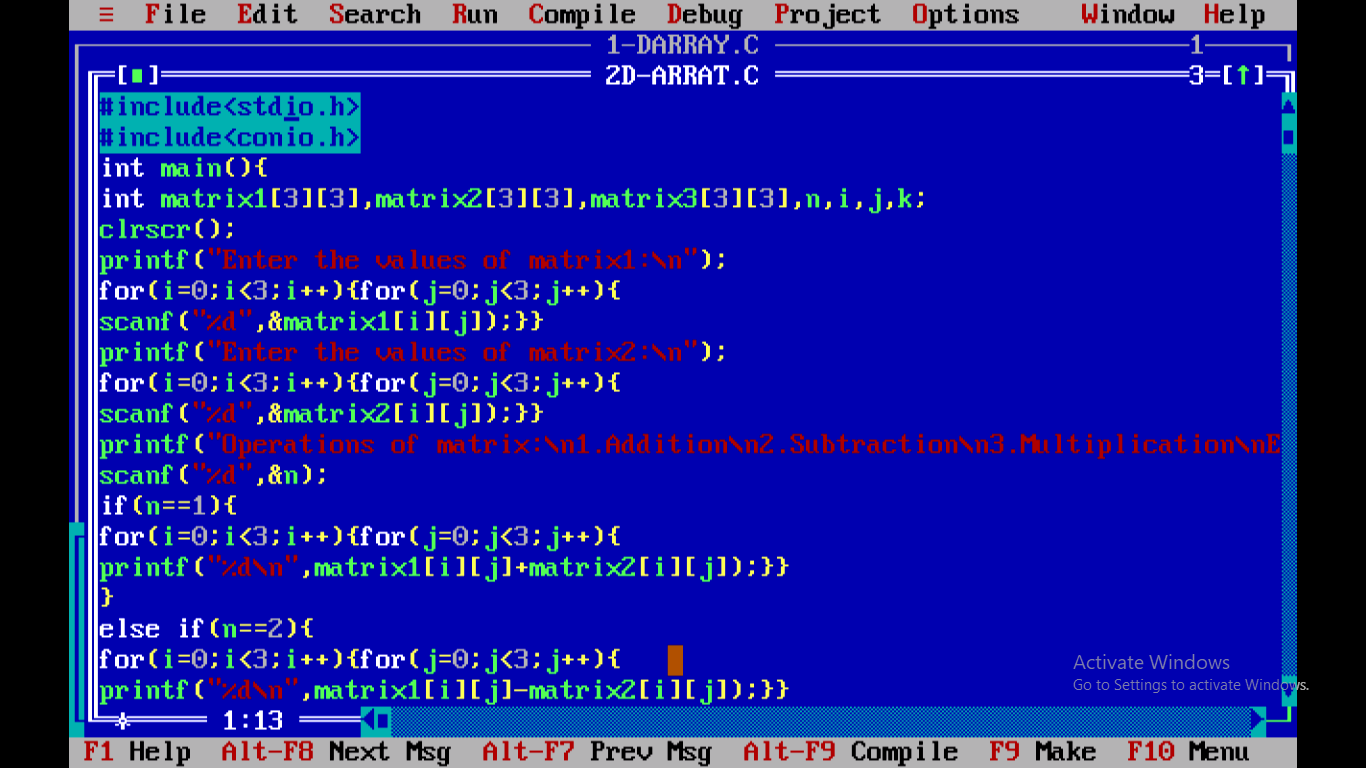 ≡ File Edit Search Run Compile Debug Project Options Window Help
1-DARRAY.C 1
[■] 2D-ARRAT.C 3=[↑]
#include<stdio.h>
#include<conio.h>
int main(){
int matrix1[3][3],matrix2[3][3],matrix3[3][3],n,i,j,k;
clrscr();
printf("Enter the values of matrix1:\n");
for(i=0;i<3;i++){for(j=0;j<3;j++){
scanf("%d",&matrix1[i][j]);}}
printf("Enter the values of matrix2:\n");
for(i=0;i<3;i++){for(j=0;j<3;j++){
scanf("%d",&matrix2[i][j]);}}
printf("Operations of matrix:\n1.Addition\n2.Subtraction\n3.Multiplication\nE
scanf("%d",&n);
if(n==1){
for(i=0;i<3;i++){for(j=0;j<3;j++){
printf("%d\n",matrix1[i][j]+matrix2[i][j]);}}
}
else if(n==2){
for(i=0;i<3;i++){for(j=0;j<3;j++){
printf("%d\n",matrix1[i][j]-matrix2[i][j]);}}
Activate Windows
Go to Settings to activate Windows.
1:13
F1 Help Alt-F8 Next Msg Alt-F7 Prev Msg Alt-F9 Compile F9 Make F10 Menu